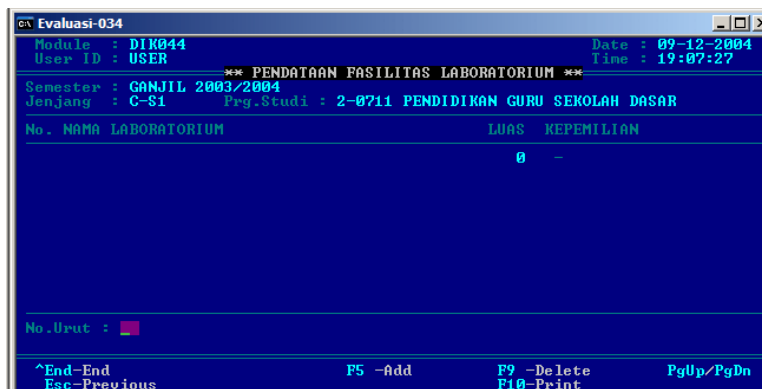 Evaluasi-034
Module : DIK044 Date : 09-12-2004
User ID : USER Time : 19:07:27
** PENDATAAN FASILITAS LABORATORIUM **
Semester : GANJIL 2003/2004
Jenjang : C-S1 Prg.Studi : 2-0711 PENDIDIKAN GURU SEKOLAH DASAR
No. NAMA LABORATORIUM LUAS KEPEMILIAN
0 -
No.Urut : _
^End-End F5 -Add F9 -Delete PgUp/PgDn
Esc-Previous F10-Print